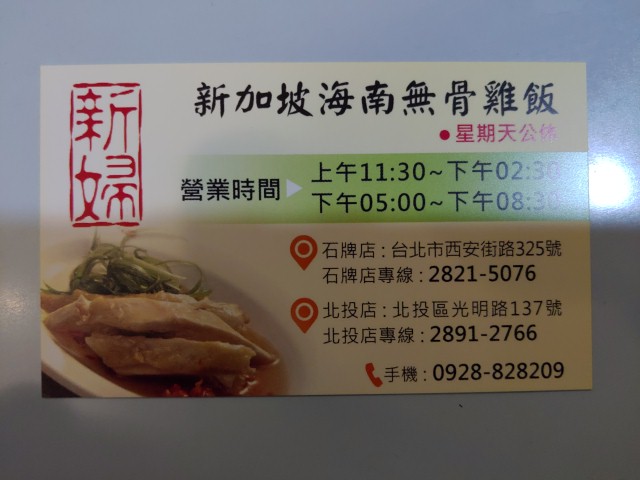 新婦
新加坡海南無骨雞飯
●星期天公休
營業時間
上午11:30~下午02:30
下午05:00~下午08:30
石牌店:台北市西安街路325號
石牌店專線:2821-5076
北投店:北投區光明路137號
北投店專線:2891-2766
手機:0928-828209